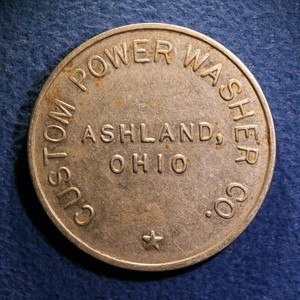 CUSTOM POWER WASHER CO.
ASHLAND,
OHIO